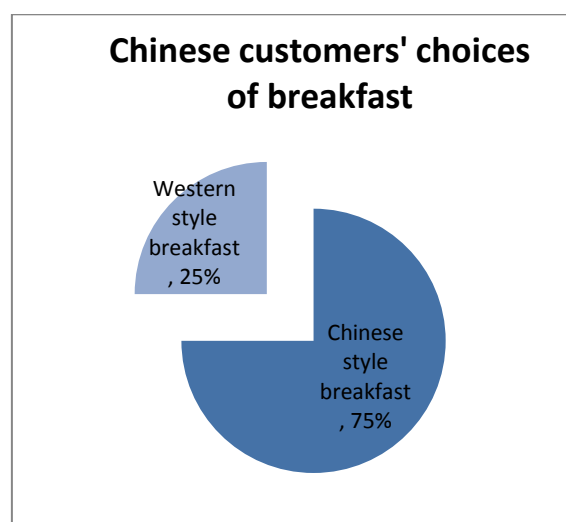 Chinese customers' choices
of breakfast
Western
style
breakfast
, 25%
Chinese
style
breakfast
, 75%